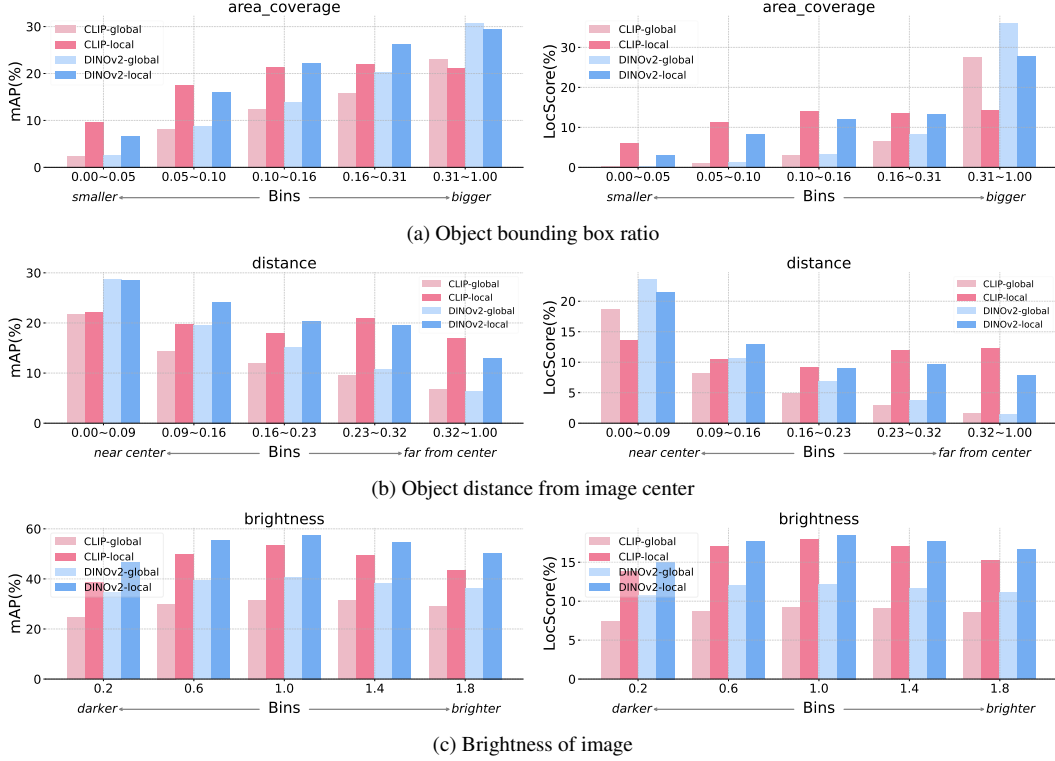 area_coverage
mAP(%)
30
20
10
0
CLIP-global
CLIP-local
DINOv2-global
DINOv2-local
0.00~0.05 0.05~0.10 0.10~0.16 0.16~0.31 0.31~1.00
smaller Bins bigger
area_coverage
LocScore(%)
30
20
10
0
CLIP-global
CLIP-local
DINOv2-global
DINOv2-local
0.00~0.05 0.05~0.10 0.10~0.16 0.16~0.31 0.31~1.00
smaller Bins bigger
(a) Object bounding box ratio
distance
mAP(%)
30
20
10
0
CLIP-global
CLIP-local
DINOv2-global
DINOv2-local
0.00~0.09 0.09~0.16 0.16~0.23 0.23~0.32 0.32~1.00
near center Bins far from center
distance
LocScore(%)
20
15
10
5
0
CLIP-global
CLIP-local
DINOv2-global
DINOv2-local
0.00~0.09 0.09~0.16 0.16~0.23 0.23~0.32 0.32~1.00
near center Bins far from center
(b) Object distance from image center
brightness
mAP(%)
60
40
20
0
CLIP-global
CLIP-local
DINOv2-global
DINOv2-local
0.2 0.6 1.0 1.4 1.8
darker Bins brighter
brightness
LocScore(%)
15
10
5
0
CLIP-global
CLIP-local
DINOv2-global
DINOv2-local
0.2 0.6 1.0 1.4 1.8
darker Bins brighter
(c) Brightness of image